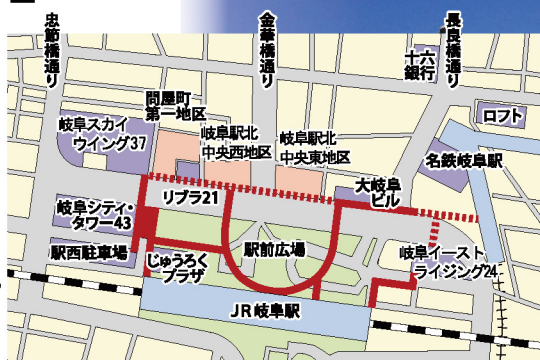 忠節橋通り
金華橋通り
長良橋通り
十六
銀行
ロフト
問屋町
第一地区
岐阜スカイ
ウイング37
岐阜駅北
中央西地区
岐阜駅北
中央東地区
名鉄岐阜駅
大岐阜
ビル
リブラ21
岐阜シティ・
タワー43
駅西駐車場
じゅうろく
プラザ
駅前広場
岐阜イースト
ライジング24
JR岐阜駅